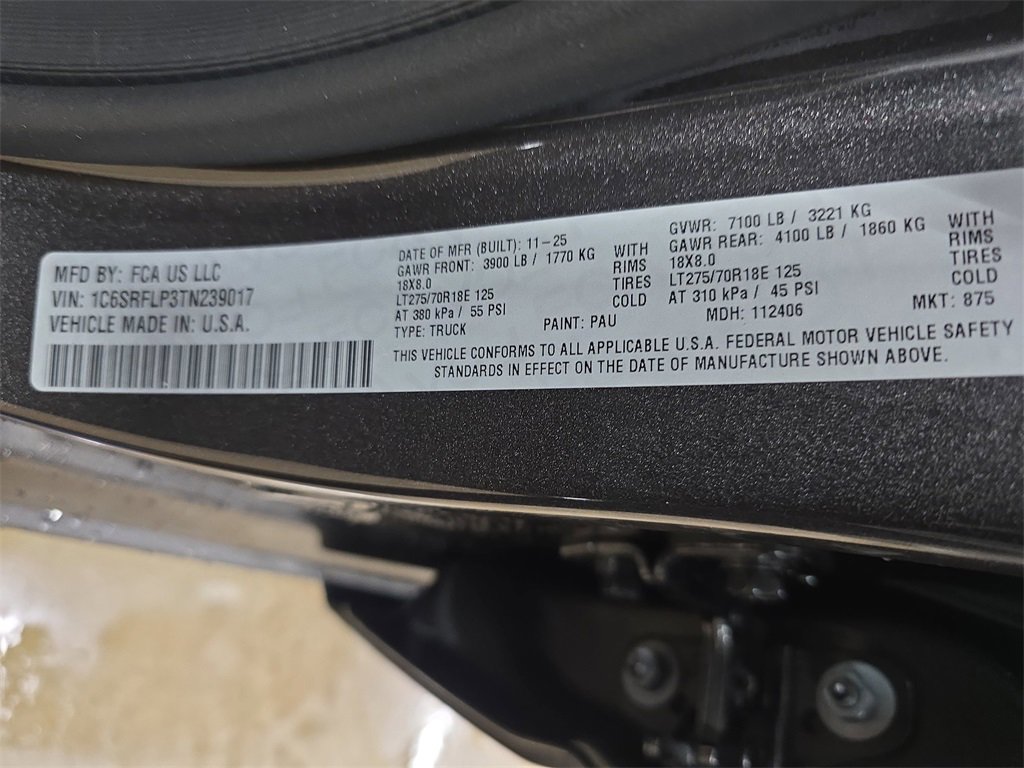 MFD BY: FCA US LLC
VIN: 1C6SRFLP3TN239017
VEHICLE MADE IN: U.S.A.
DATE OF MFR (BUILT): 11-25
GAWR FRONT: 3900 LB / 1770 KG WITH
18X8.0 RIMS
LT275/70R18E 125 TIRES
AT 380 kPa / 55 PSI COLD
TYPE: TRUCK PAINT: PAU
GVWR: 7100 LB / 3221 KG
GAWR REAR: 4100 LB / 1860 KG WITH
18X8.0 RIMS
LT275/70R18E 125 TIRES
AT 310 kPa / 45 PSI COLD
MDH: 112406 MKT: 875
THIS VEHICLE CONFORMS TO ALL APPLICABLE U.S.A. FEDERAL MOTOR VEHICLE SAFETY
STANDARDS IN EFFECT ON THE DATE OF MANUFACTURE SHOWN ABOVE.